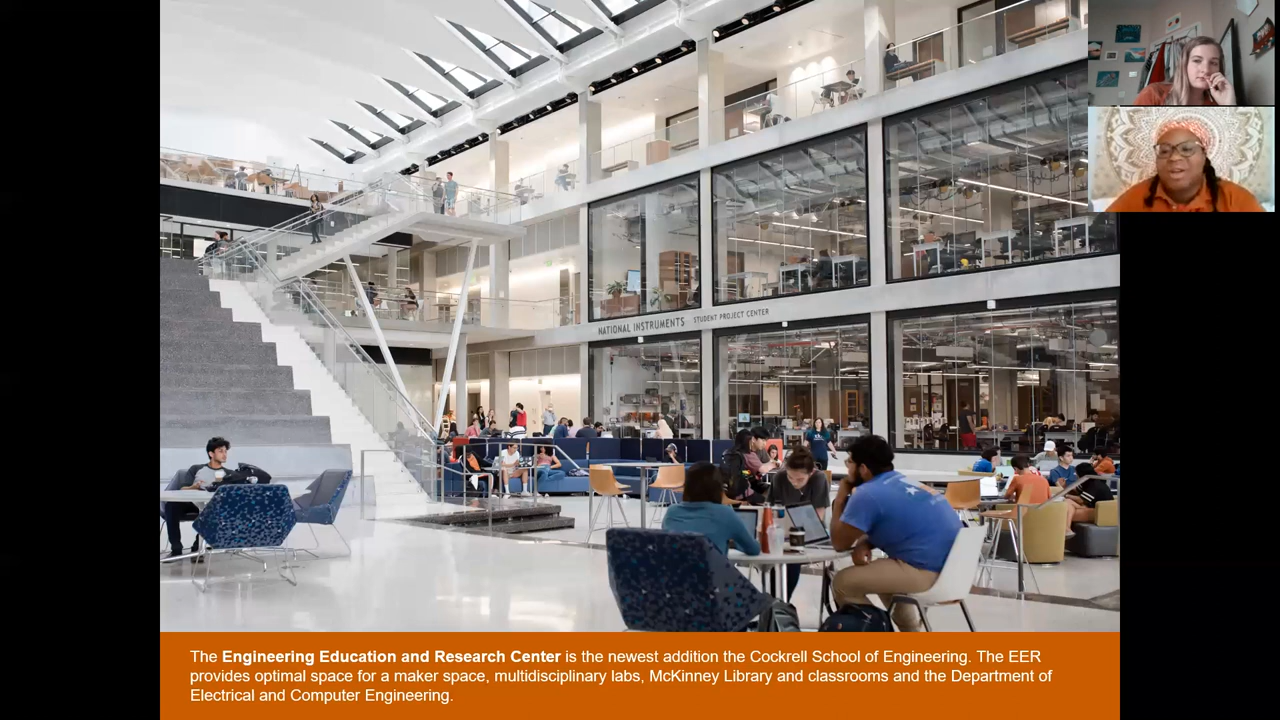 NATIONAL INSTRUMENTS STUDENT PROJECT CENTER
The Engineering Education and Research Center is the newest addition the Cockrell School of Engineering. The EER
provides optimal space for a maker space, multidisciplinary labs, McKinney Library and classrooms and the Department of
Electrical and Computer Engineering.